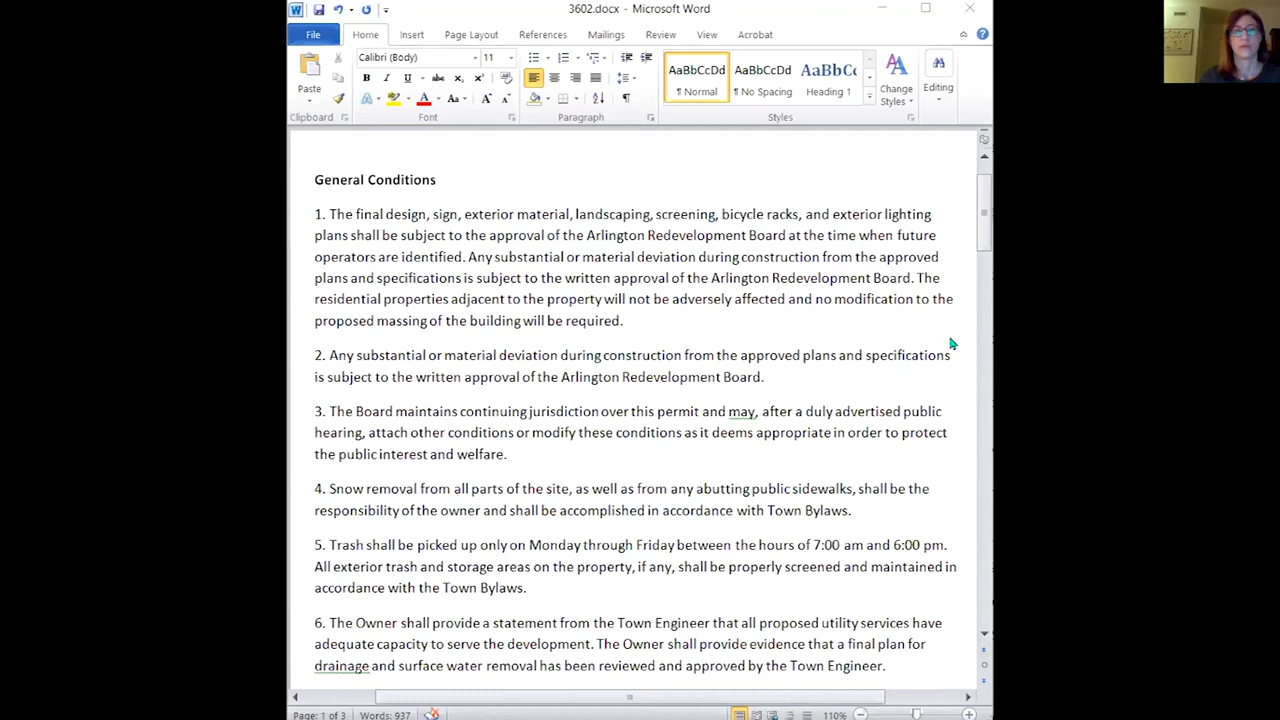 3602.docx - Microsoft Word
File Home Insert Page Layout References Mailings Review View Acrobat
Calibri (Body) 11
AaBbCcDd AaBbCcDd AaBbCc
Paste
B I U abc x₂ x²
¶ Normal ¶ No Spacing Heading 1
Change Styles
Editing
A A Aa A A
Clipboard Font Paragraph Styles
General Conditions
1. The final design, sign, exterior material, landscaping, screening, bicycle racks, and exterior lighting
plans shall be subject to the approval of the Arlington Redevelopment Board at the time when future
operators are identified. Any substantial or material deviation during construction from the approved
plans and specifications is subject to the written approval of the Arlington Redevelopment Board. The
residential properties adjacent to the property will not be adversely affected and no modification to the
proposed massing of the building will be required.
2. Any substantial or material deviation during construction from the approved plans and specifications
is subject to the written approval of the Arlington Redevelopment Board.
3. The Board maintains continuing jurisdiction over this permit and may, after a duly advertised public
hearing, attach other conditions or modify these conditions as it deems appropriate in order to protect
the public interest and welfare.
4. Snow removal from all parts of the site, as well as from any abutting public sidewalks, shall be the
responsibility of the owner and shall be accomplished in accordance with Town Bylaws.
5. Trash shall be picked up only on Monday through Friday between the hours of 7:00 am and 6:00 pm.
All exterior trash and storage areas on the property, if any, shall be properly screened and maintained in
accordance with the Town Bylaws.
6. The Owner shall provide a statement from the Town Engineer that all proposed utility services have
adequate capacity to serve the development. The Owner shall provide evidence that a final plan for
drainage and surface water removal has been reviewed and approved by the Town Engineer.
Page: 1 of 3 Words: 937 110%